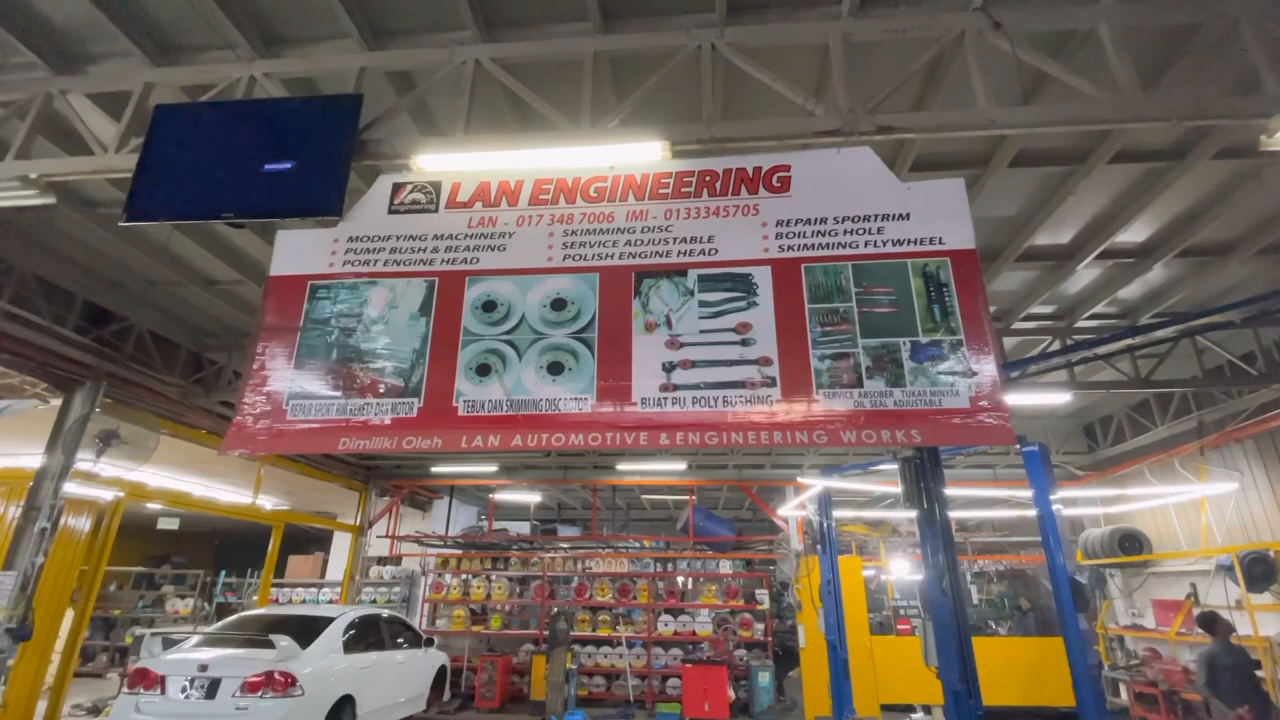 LAN ENGINEERING
engineering
LAN - 017 348 7006 IMI - 0133345705
MODIFYING MACHINERY
PUMP BUSH & BEARING
PORT ENGINE HEAD
SKIMMING DISC
SERVICE ADJUSTABLE
POLISH ENGINE HEAD
REPAIR SPORTRIM
BOILING HOLE
SKIMMING FLYWHEEL
REPAIR SPORT RIM KERETA DAN MOTOR
TEBUK DAN SKIMMING DISC ROTOR
BUAT PU, POLY BUSHING
SERVICE ABSOBER, TUKAR MINYAK
OIL SEAL ADJUSTABLE
Dimiliki Oleh LAN AUTOMOTIVE & ENGINEERING WORKS